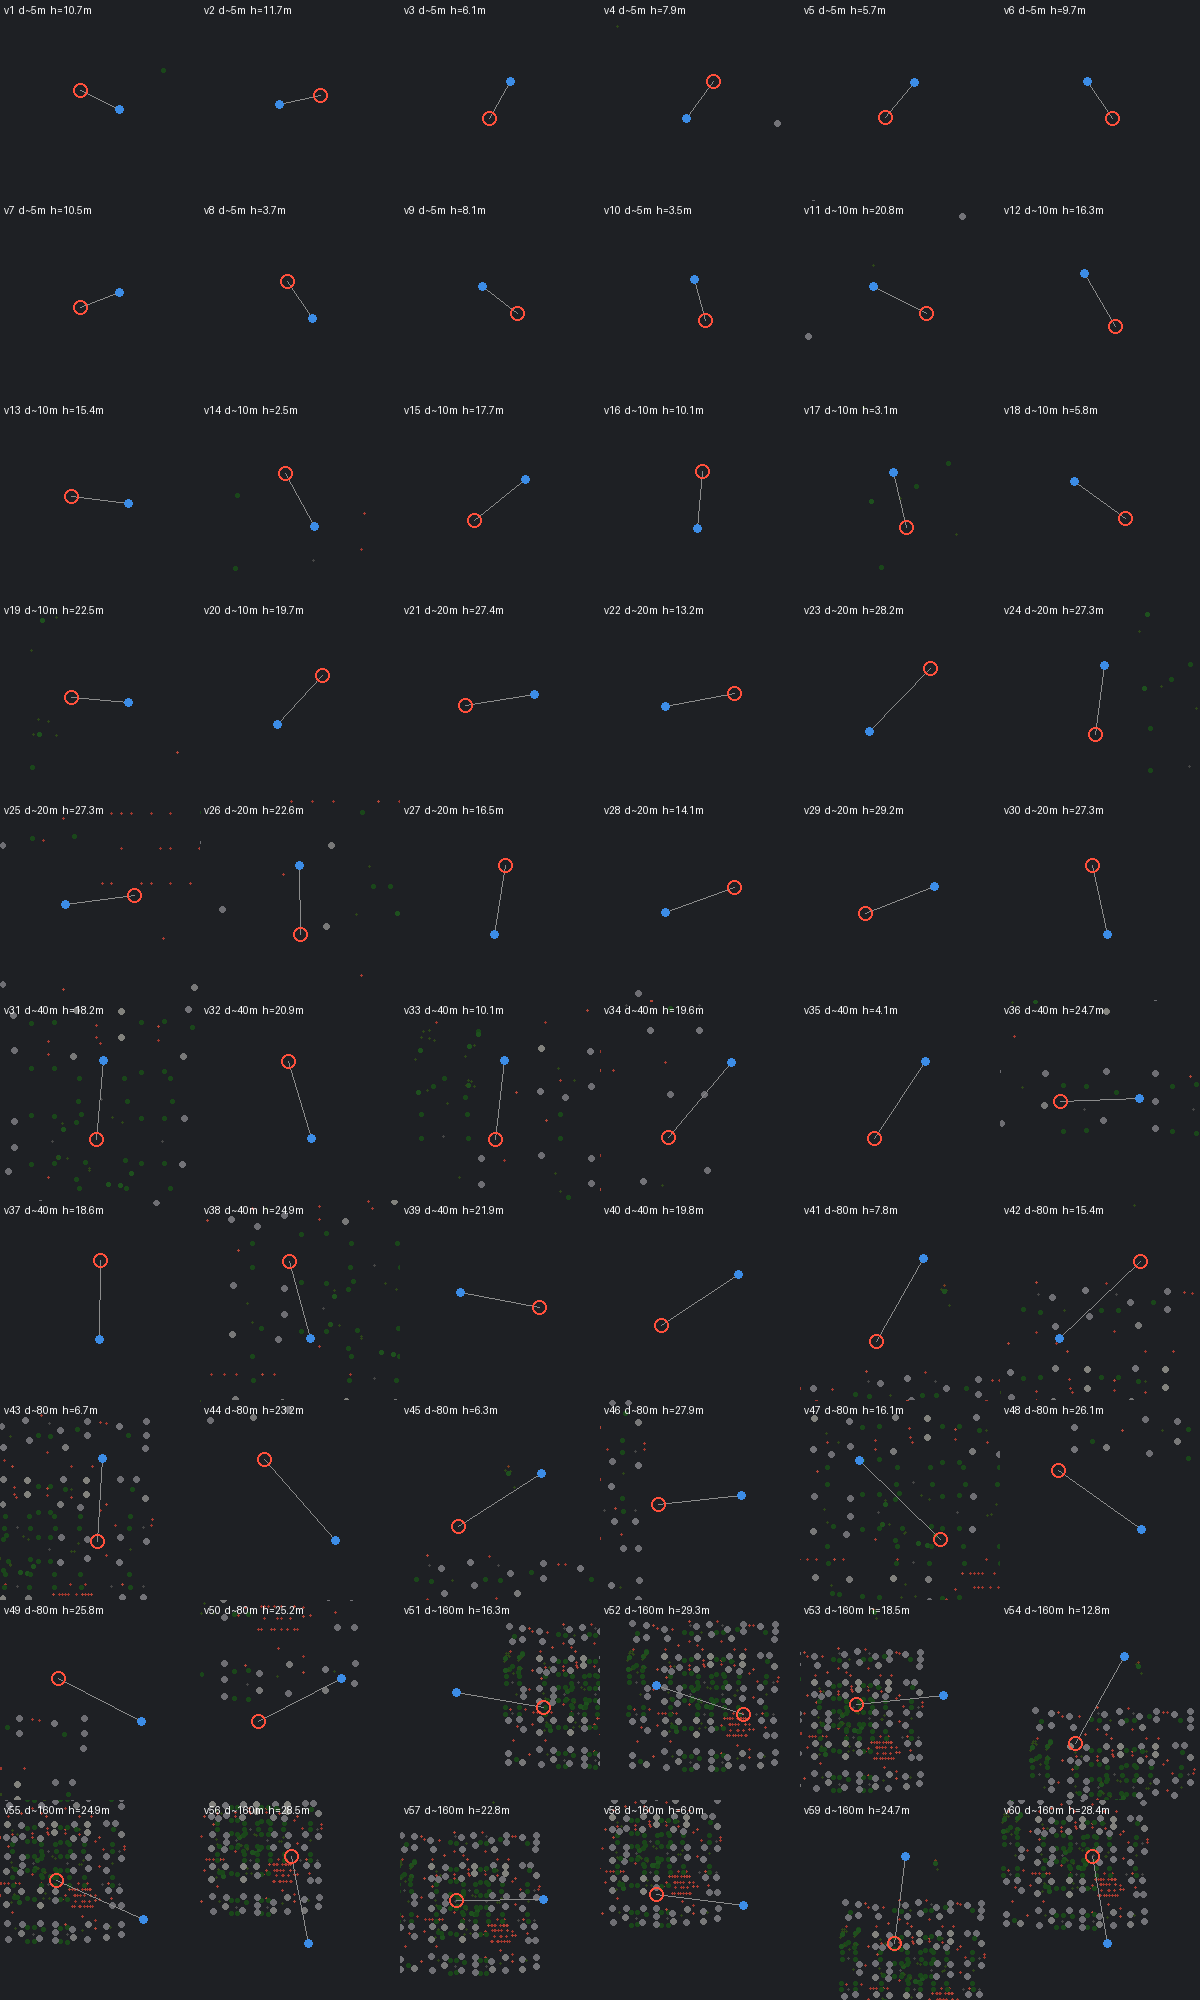 v1 d~5m h=10.7m
v2 d~5m h=11.7m
v3 d~5m h=6.1m
v4 d~5m h=7.9m
v5 d~5m h=5.7m
v6 d~5m h=9.7m
v7 d~5m h=10.5m
v8 d~5m h=3.7m
v9 d~5m h=8.1m
v10 d~5m h=3.5m
v11 d~10m h=20.8m
v12 d~10m h=16.3m
v13 d~10m h=15.4m
v14 d~10m h=2.5m
v15 d~10m h=17.7m
v16 d~10m h=10.1m
v17 d~10m h=3.1m
v18 d~10m h=5.8m
v19 d~10m h=22.5m
v20 d~10m h=19.7m
v21 d~20m h=27.4m
v22 d~20m h=13.2m
v23 d~20m h=28.2m
v24 d~20m h=27.3m
v25 d~20m h=27.3m
v26 d~20m h=22.6m
v27 d~20m h=16.5m
v28 d~20m h=14.1m
v29 d~20m h=29.2m
v30 d~20m h=27.3m
v31 d~40m h=18.2m
v32 d~40m h=20.9m
v33 d~40m h=10.1m
v34 d~40m h=19.6m
v35 d~40m h=4.1m
v36 d~40m h=24.7m
v37 d~40m h=18.6m
v38 d~40m h=24.9m
v39 d~40m h=21.9m
v40 d~40m h=19.8m
v41 d~80m h=7.8m
v42 d~80m h=15.4m
v43 d~80m h=6.7m
v44 d~80m h=23.2m
v45 d~80m h=6.3m
v46 d~80m h=27.9m
v47 d~80m h=16.1m
v48 d~80m h=26.1m
v49 d~80m h=25.8m
v50 d~80m h=25.2m
v51 d~160m h=16.3m
v52 d~160m h=29.3m
v53 d~160m h=18.5m
v54 d~160m h=12.8m
v55 d~160m h=24.9m
v56 d~160m h=28.5m
v57 d~160m h=22.8m
v58 d~160m h=6.0m
v59 d~160m h=24.7m
v60 d~160m h=28.4m